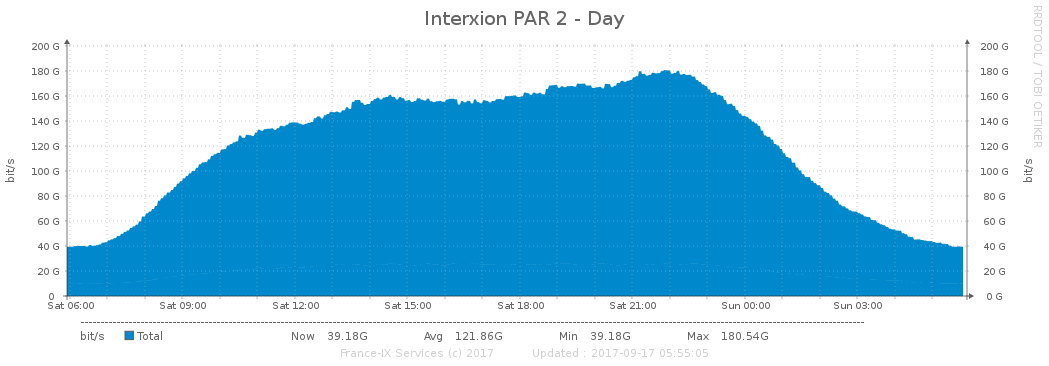 Interxion PAR 2 - Day
RRDTOOL / TOBI OETIKER
200 G 200 G
180 G 180 G
160 G 160 G
140 G 140 G
120 G 120 G
100 G 100 G
80 G 80 G
60 G 60 G
40 G 40 G
20 G 20 G
0 0 G
bit/s bit/s
Sat 06:00 Sat 09:00 Sat 12:00 Sat 15:00 Sat 18:00 Sat 21:00 Sun 00:00 Sun 03:00
bit/s Total Now 39.18G Avg 121.86G Min 39.18G Max 180.54G
France-IX Services (c) 2017 Updated : 2017-09-17 05:55:05